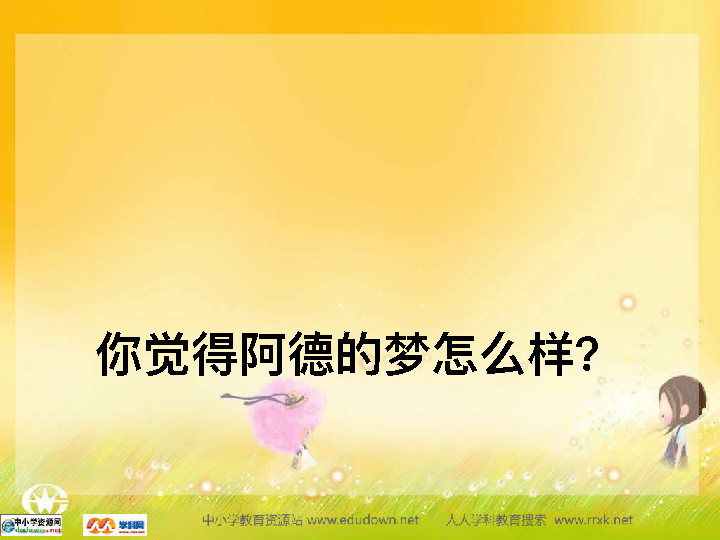 你觉得阿德的梦怎么样?
中小学资源网
学科网
中小学教育资源站 www.edudown.net 人人学科教育搜索 www.rrxk.net